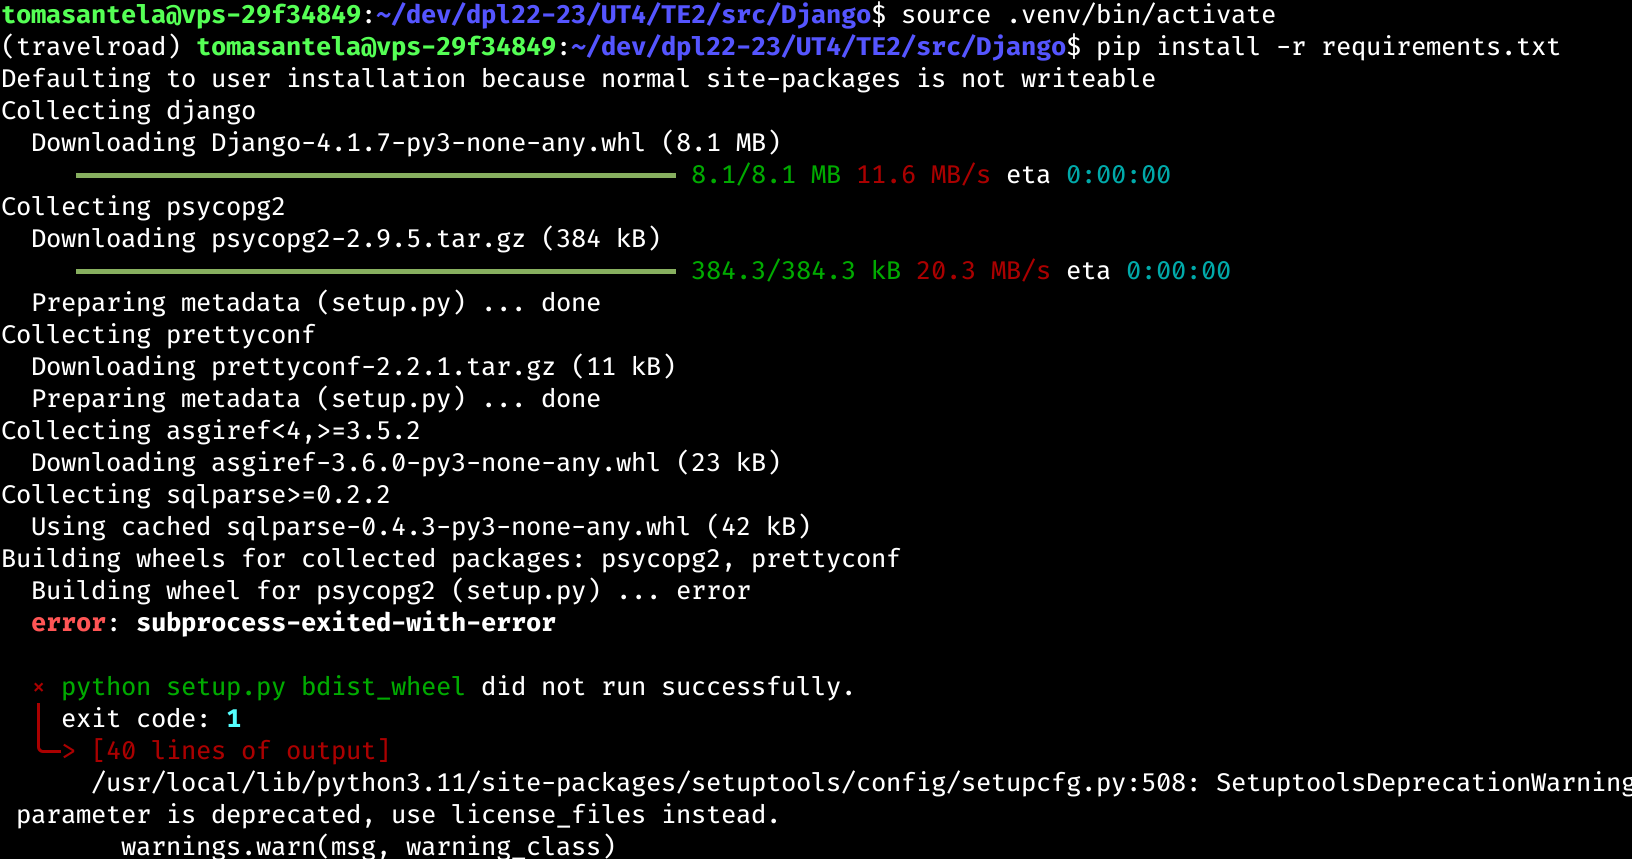 tomasantela@vps-29f34849:~/dev/dpl22-23/UT4/TE2/src/Django$ source .venv/bin/activate
(travelroad) tomasantela@vps-29f34849:~/dev/dpl22-23/UT4/TE2/src/Django$ pip install -r requirements.txt
Defaulting to user installation because normal site-packages is not writeable
Collecting django
  Downloading Django-4.1.7-py3-none-any.whl (8.1 MB)
8.1/8.1 MB 11.6 MB/s eta 0:00:00
Collecting psycopg2
  Downloading psycopg2-2.9.5.tar.gz (384 kB)
384.3/384.3 kB 20.3 MB/s eta 0:00:00
  Preparing metadata (setup.py) ... done
Collecting prettyconf
  Downloading prettyconf-2.2.1.tar.gz (11 kB)
  Preparing metadata (setup.py) ... done
Collecting asgiref<4,>=3.5.2
  Downloading asgiref-3.6.0-py3-none-any.whl (23 kB)
Collecting sqlparse>=0.2.2
  Using cached sqlparse-0.4.3-py3-none-any.whl (42 kB)
Building wheels for collected packages: psycopg2, prettyconf
  Building wheel for psycopg2 (setup.py) ... error
  error: subprocess-exited-with-error
  × python setup.py bdist_wheel did not run successfully.
  │ exit code: 1
  ╰─> [40 lines of output]
      /usr/local/lib/python3.11/site-packages/setuptools/config/setupcfg.py:508: SetuptoolsDeprecationWarning
 parameter is deprecated, use license_files instead.
        warnings.warn(msg, warning_class)